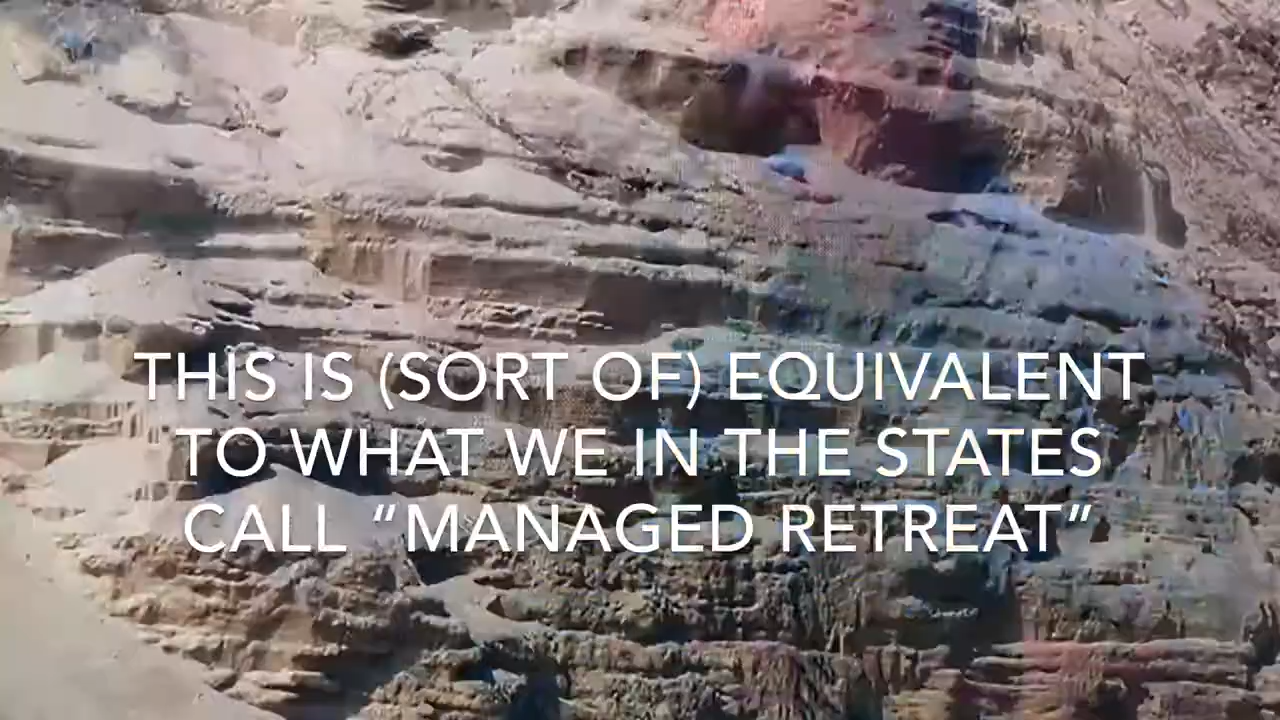 THIS IS (SORT OF) EQUIVALENT
TO WHAT WE IN THE STATES
CALL “MANAGED RETREAT”